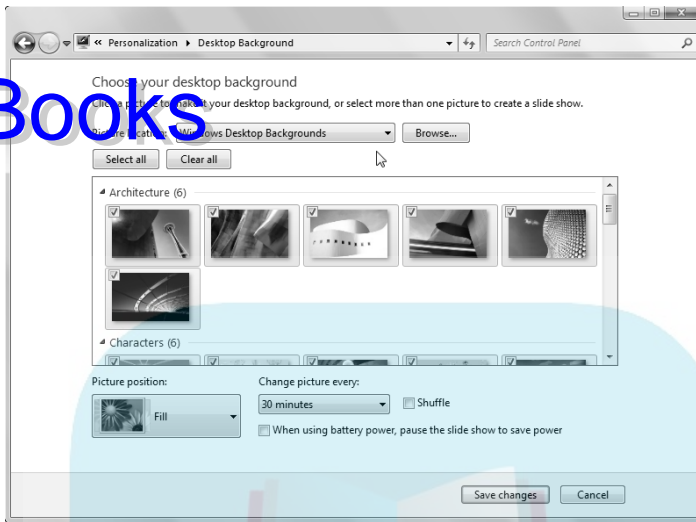 « Personalization ▸ Desktop Background
Search Control Panel
Choose your desktop background
Click a picture to make it your desktop background, or select more than one picture to create a slide show.
Books
Picture location: Windows Desktop Backgrounds
Browse...
Select all
Clear all
Architecture (6)
Characters (6)
Picture position:
Change picture every:
Fill
30 minutes
Shuffle
When using battery power, pause the slide show to save power
Save changes
Cancel